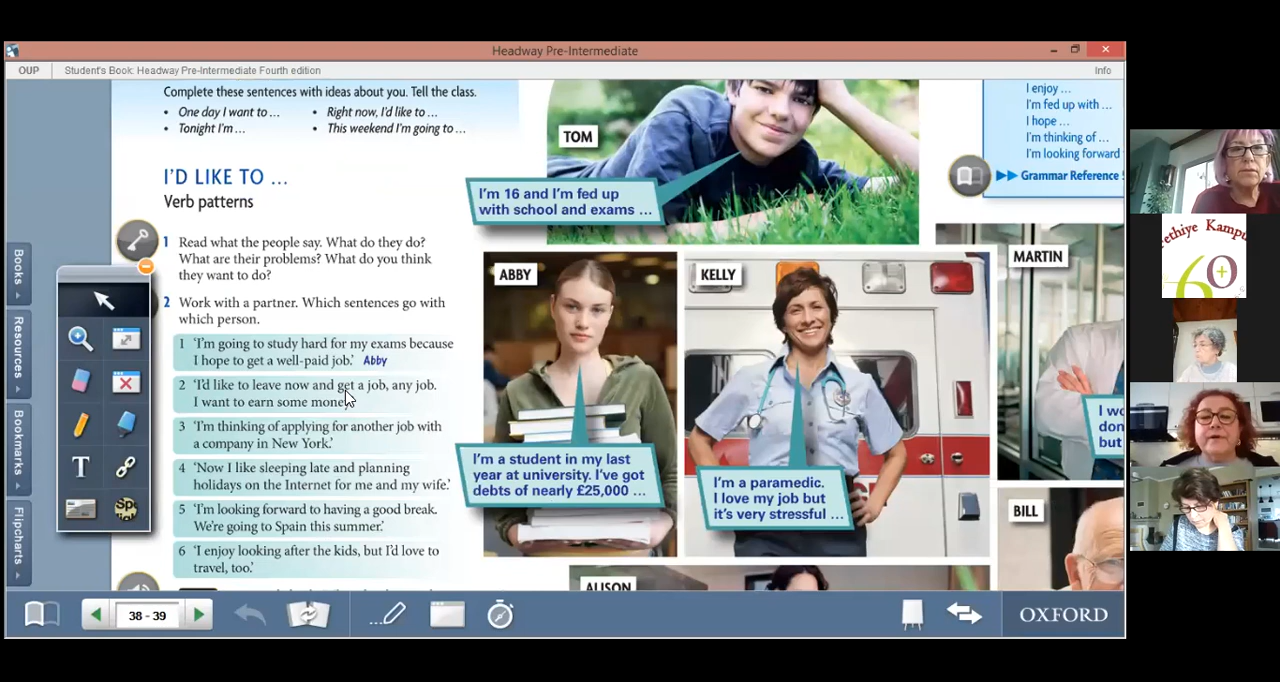 Headway Pre-Intermediate
OUP
Student's Book: Headway Pre-Intermediate Fourth edition
Info
Complete these sentences with ideas about you. Tell the class.
• One day I want to …
• Right now, I'd like to …
• Tonight I'm …
• This weekend I'm going to …
I'D LIKE TO …
Verb patterns
1 Read what the people say. What do they do?
What are their problems? What do you think
they want to do?
2 Work with a partner. Which sentences go with
which person.
1 'I'm going to study hard for my exams because
I hope to get a well-paid job.' Abby
2 'I'd like to leave now and get a job, any job.
I want to earn some
3 'I'm thinking of applying for another job with
a company in New York.'
4 'Now I like sleeping late and planning
holidays on the Internet for me and my wife.'
5 'I'm looking forward to having a good break.
We're going to Spain this summer.'
6 'I enjoy looking after the kids, but I'd love to
travel, too.'
TOM
I'm 16 and I'm fed up
with school and exams …
ABBY
I'm a student in my last
year at university. I've got
debts of nearly £25,000 …
KELLY
I'm a paramedic.
I love my job but
it's very stressful …
I enjoy …
I'm fed up with …
I hope …
I'm thinking of …
I'm looking forward
Grammar Reference
MARTIN
I wo
don
but
BILL
ALISON
Books
Resources
Bookmarks
Flipcharts
T
Sp
38 - 39
OXFORD
ethiye Kampü
60